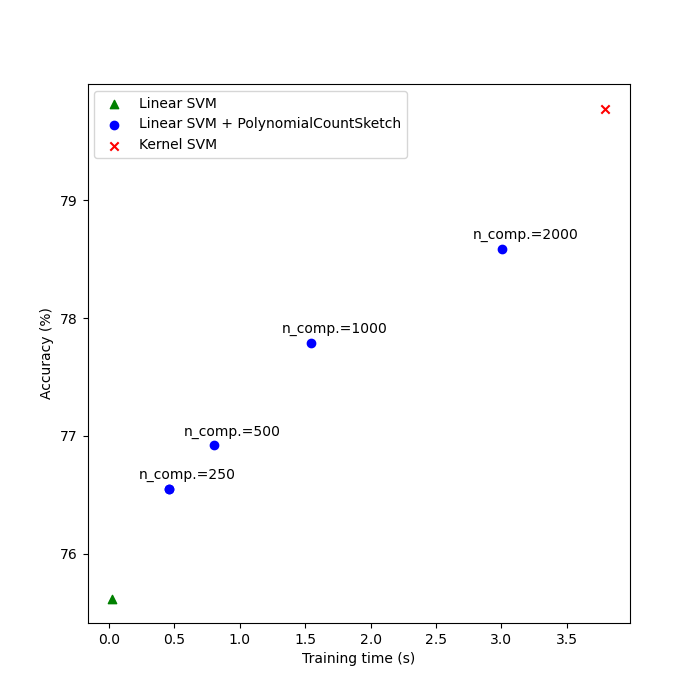 Linear SVM
Linear SVM + PolynomialCountSketch
Kernel SVM
79
n_comp.=2000
78
n_comp.=1000
Accuracy (%)
77
n_comp.=500
n_comp.=250
76
0.0 0.5 1.0 1.5 2.0 2.5 3.0 3.5
Training time (s)